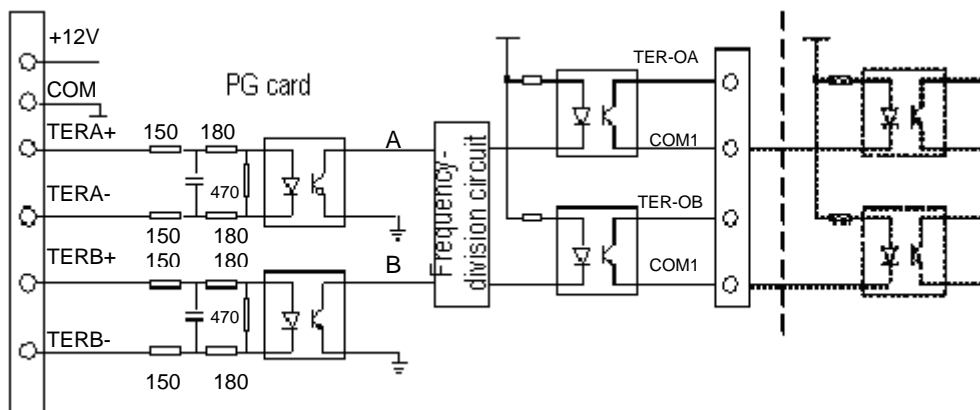 +12V
COM
PG card
TERA+
150 180
A
470
TERA-
150 180
TERB+
150 180
B
470
TERB-
150 180
Frequency-
division circuit
TER-OA
COM1
TER-OB
COM1